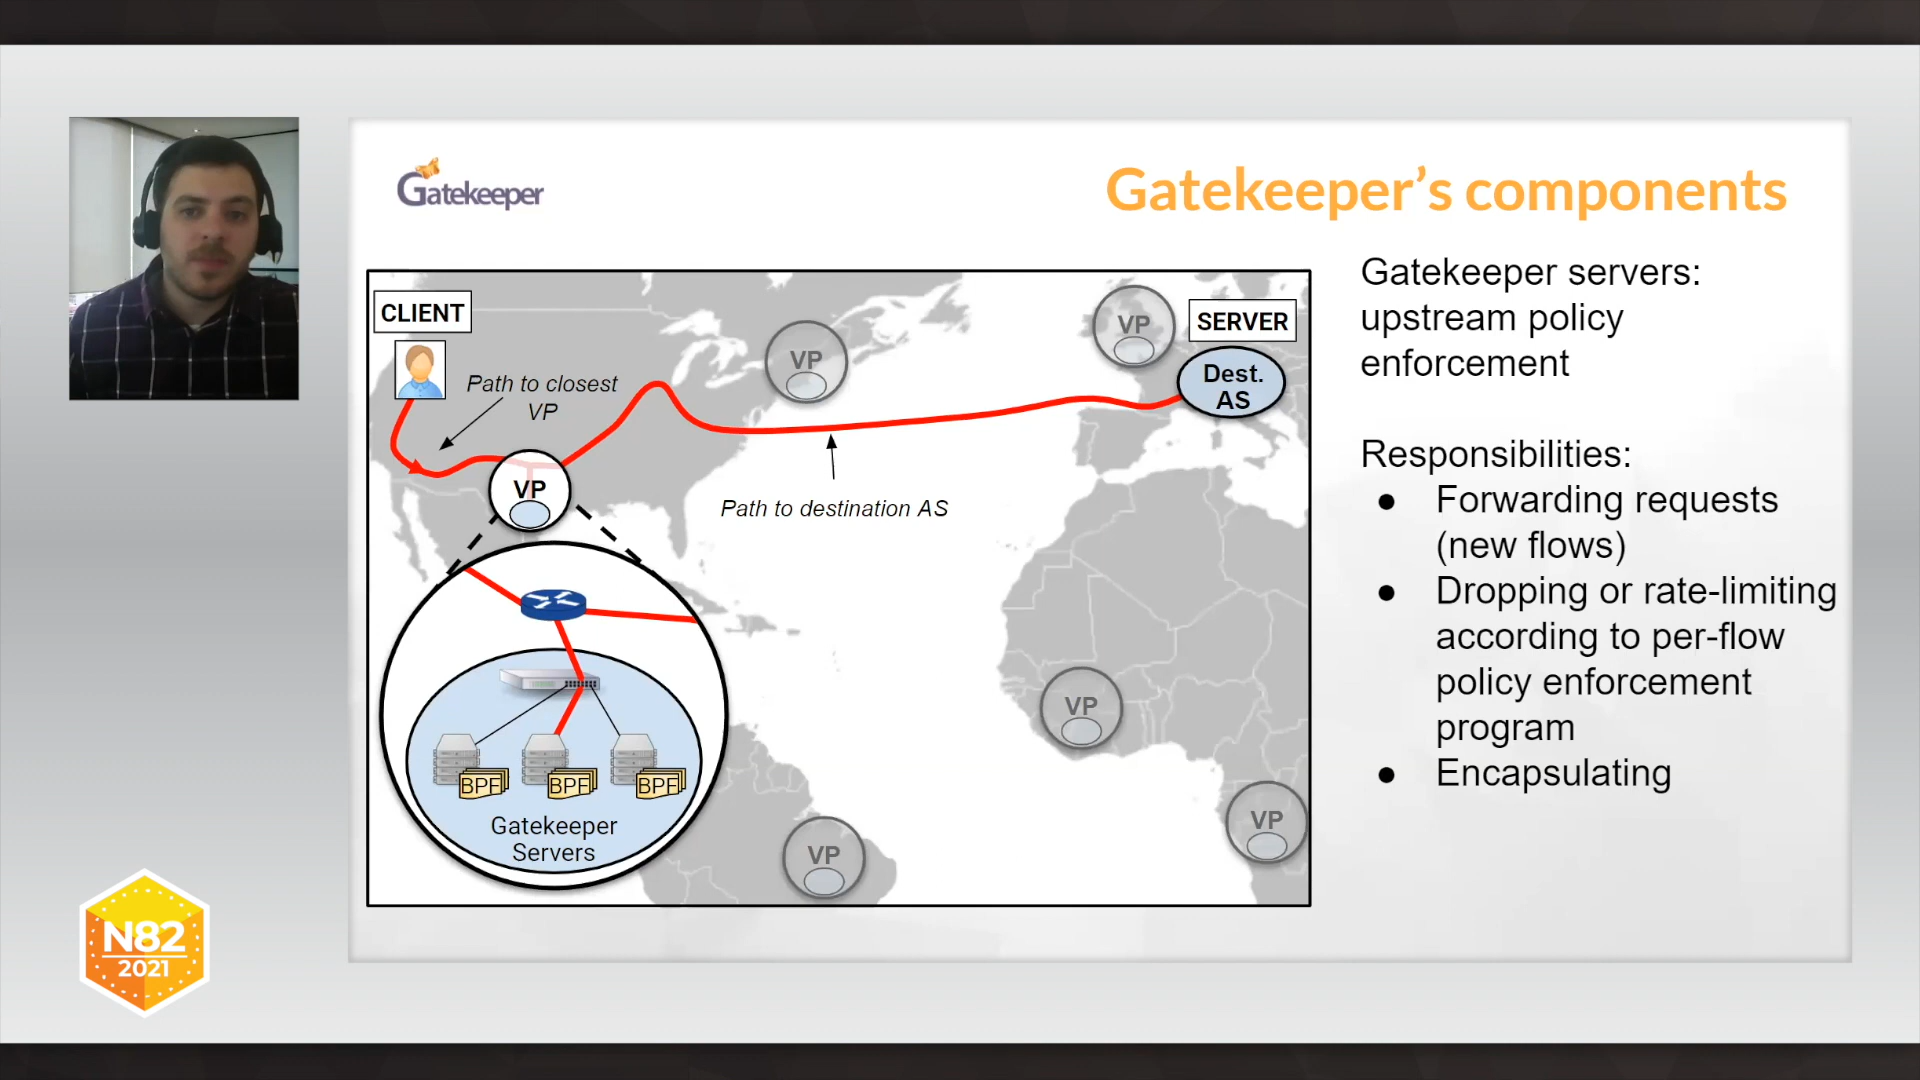 Gatekeeper
Gatekeeper's components
CLIENT
Path to closest
VP
VP
VP
VP
SERVER
Dest.
AS
Path to destination AS
VP
VP
VP
BPF
BPF
BPF
Gatekeeper
Servers
Gatekeeper servers:
upstream policy
enforcement
Responsibilities:
● Forwarding requests
(new flows)
● Dropping or rate-limiting
according to per-flow
policy enforcement
program
● Encapsulating
N82
2021